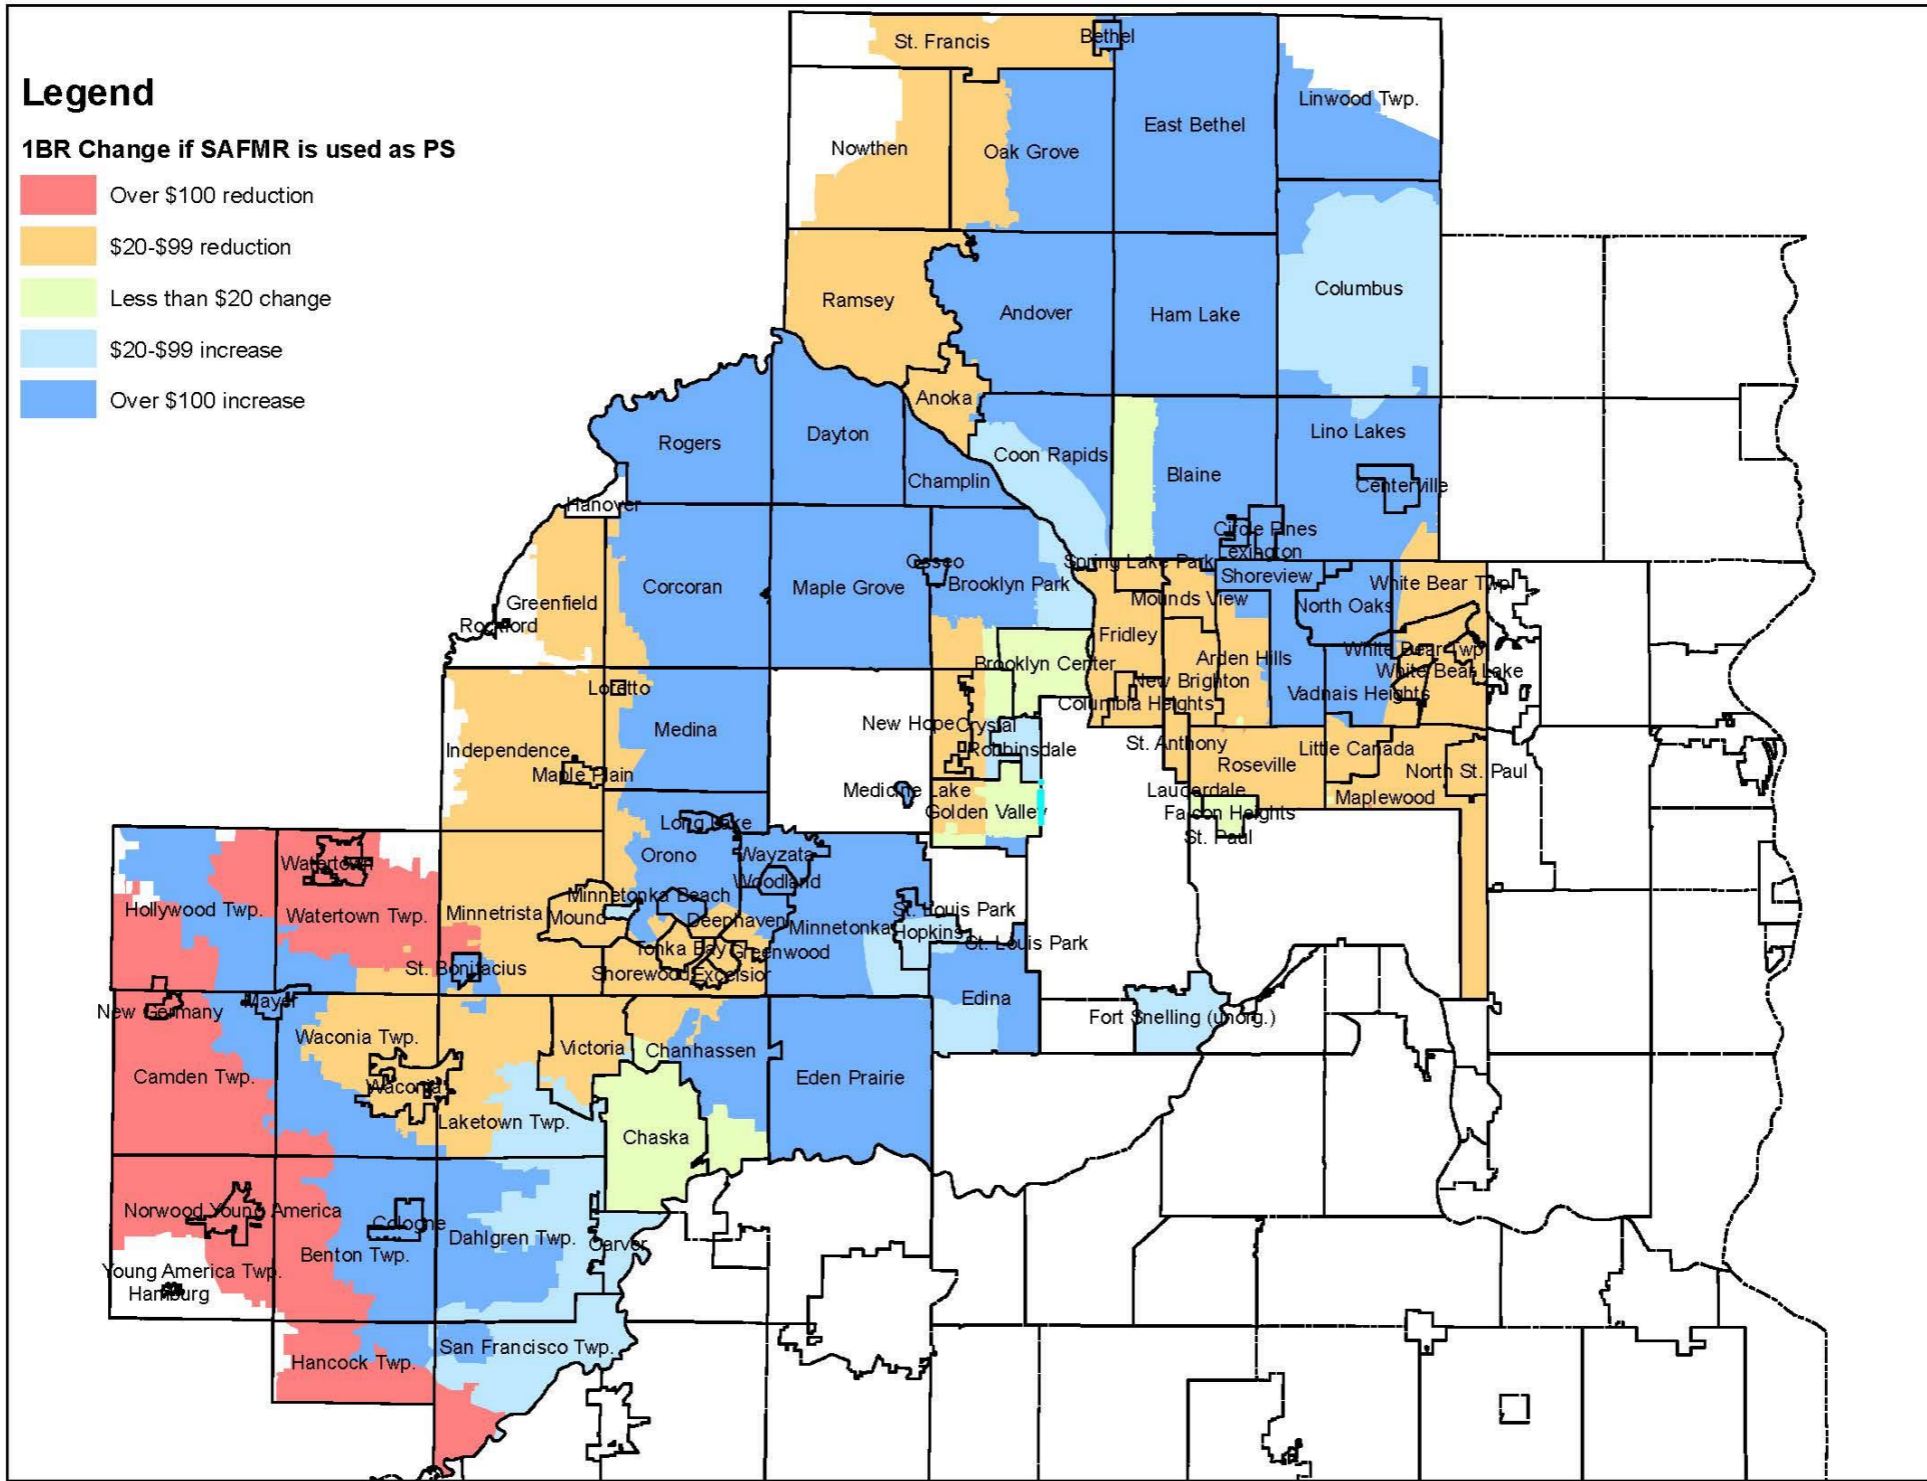 Legend
1BR Change if SAFMR is used as PS
Over $100 reduction
$20-$99 reduction
Less than $20 change
$20-$99 increase
Over $100 increase
St. Francis
Bethel
Linwood Twp.
East Bethel
Nowthen
Oak Grove
Columbus
Ramsey
Andover
Ham Lake
Anoka
Rogers
Dayton
Coon Rapids
Lino Lakes
Champlin
Blaine
Centerville
Hanover
Circle Pines
Lexington
Osseo
Spring Lake Park
Corcoran
Maple Grove
Brooklyn Park
Shoreview
White Bear Twp.
Greenfield
Mounds View
North Oaks
Rockford
Fridley
Brooklyn Center
Arden Hills
White Bear Twp.
White Bear Lake
Loretto
New Brighton
Vadnais Heights
Columbia Heights
Medina
New Hope
Crystal
Robbinsdale
Independence
St. Anthony
Little Canada
Maple Plain
Roseville
North St. Paul
Medicine Lake
Lauderdale
Maplewood
Golden Valley
Falcon Heights
Long Lake
St. Paul
Orono
Wayzata
Watertown
Woodland
Minnetonka Beach
Hollywood Twp.
Watertown Twp.
Minnetrista
Mound
Deephaven
Minnetonka
St. Louis Park
Hopkins
St. Louis Park
Tonka Bay
Greenwood
St. Bonifacius
Shorewood
Excelsior
Mayer
Edina
New Germany
Fort Snelling (unorg.)
Waconia Twp.
Victoria
Chanhassen
Camden Twp.
Eden Prairie
Waconia
Laketown Twp.
Chaska
Norwood Young America
Cologne
Dahlgren Twp.
Carver
Benton Twp.
Young America Twp.
Hamburg
San Francisco Twp.
Hancock Twp.